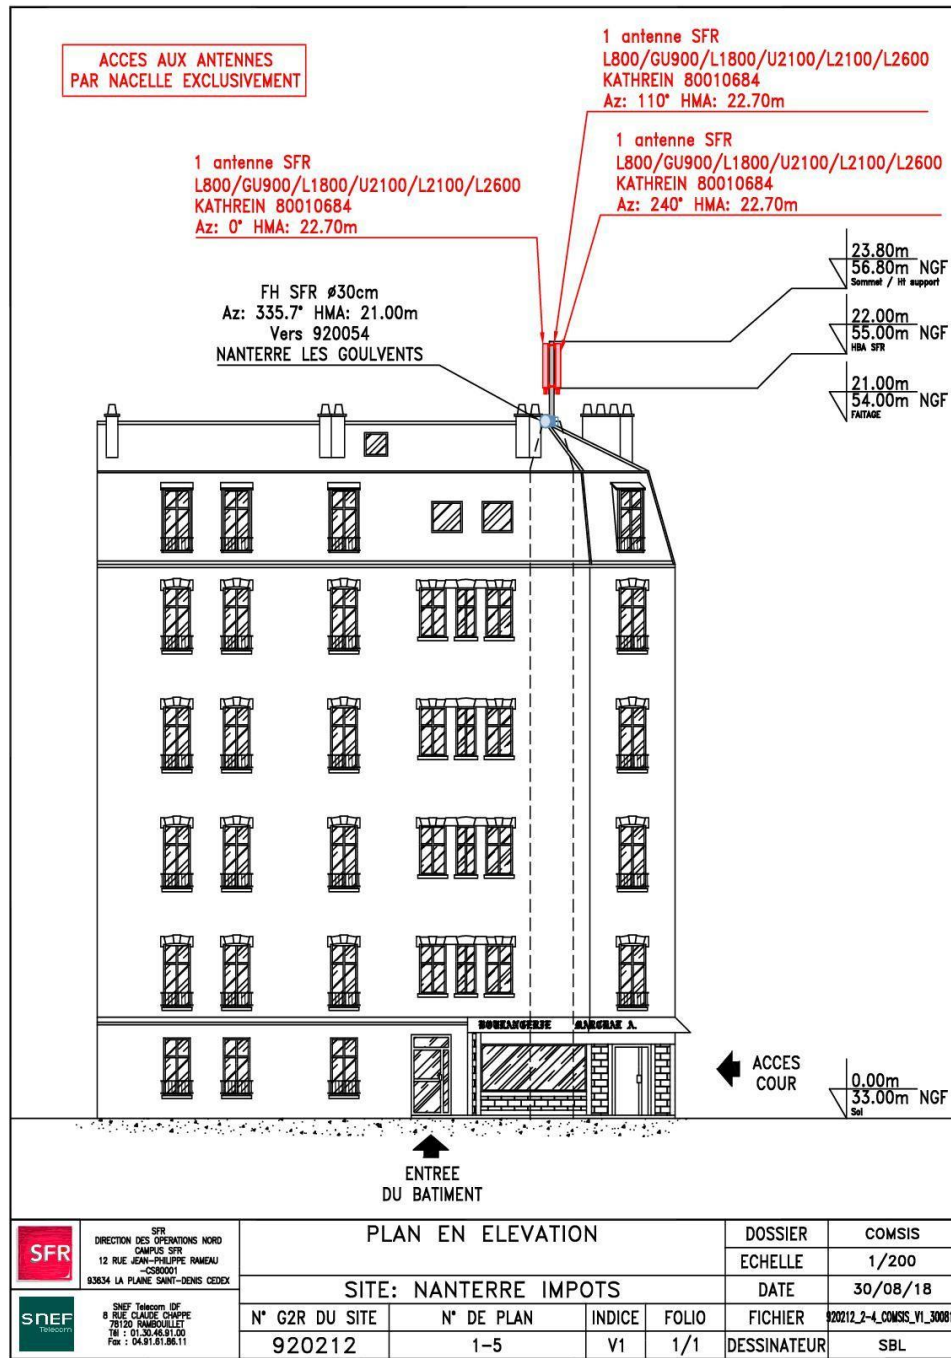 ACCES AUX ANTENNES
PAR NACELLE EXCLUSIVEMENT
1 antenne SFR
L800/GU900/L1800/U2100/L2100/L2600
KATHREIN 80010684
Az: 110° HMA: 22.70m
1 antenne SFR
L800/GU900/L1800/U2100/L2100/L2600
KATHREIN 80010684
Az: 240° HMA: 22.70m
1 antenne SFR
L800/GU900/L1800/U2100/L2100/L2600
KATHREIN 80010684
Az: 0° HMA: 22.70m
FH SFR ø30cm
Az: 335.7° HMA: 21.00m
Vers 920054
NANTERRE LES GOULVENTS
23.80m
56.80m NGF
Sommet / Ht support
22.00m
55.00m NGF
HBA SFR
21.00m
54.00m NGF
FAITAGE
BOULANGERIE MARCHAK A.
ACCES
COUR
0.00m
33.00m NGF
Sol
ENTREE
DU BATIMENT
SFR
SFR
DIRECTION DES OPERATIONS NORD
CAMPUS SFR
12 RUE JEAN-PHILIPPE RAMEAU
-CS80001
93634 LA PLAINE SAINT-DENIS CEDEX
SNEF
Telecom
SNEF Telecom IDF
8 RUE CLAUDE CHAPPE
78120 RAMBOUILLET
Tél : 01.30.46.91.00
Fax : 04.91.61.86.11
PLAN EN ELEVATION
SITE: NANTERRE IMPOTS
N° G2R DU SITE
N° DE PLAN
INDICE
FOLIO
920212
1-5
V1
1/1
DOSSIER
COMSIS
ECHELLE
1/200
DATE
30/08/18
FICHIER
920212_2-4_COMSIS_V1_30081
DESSINATEUR
SBL